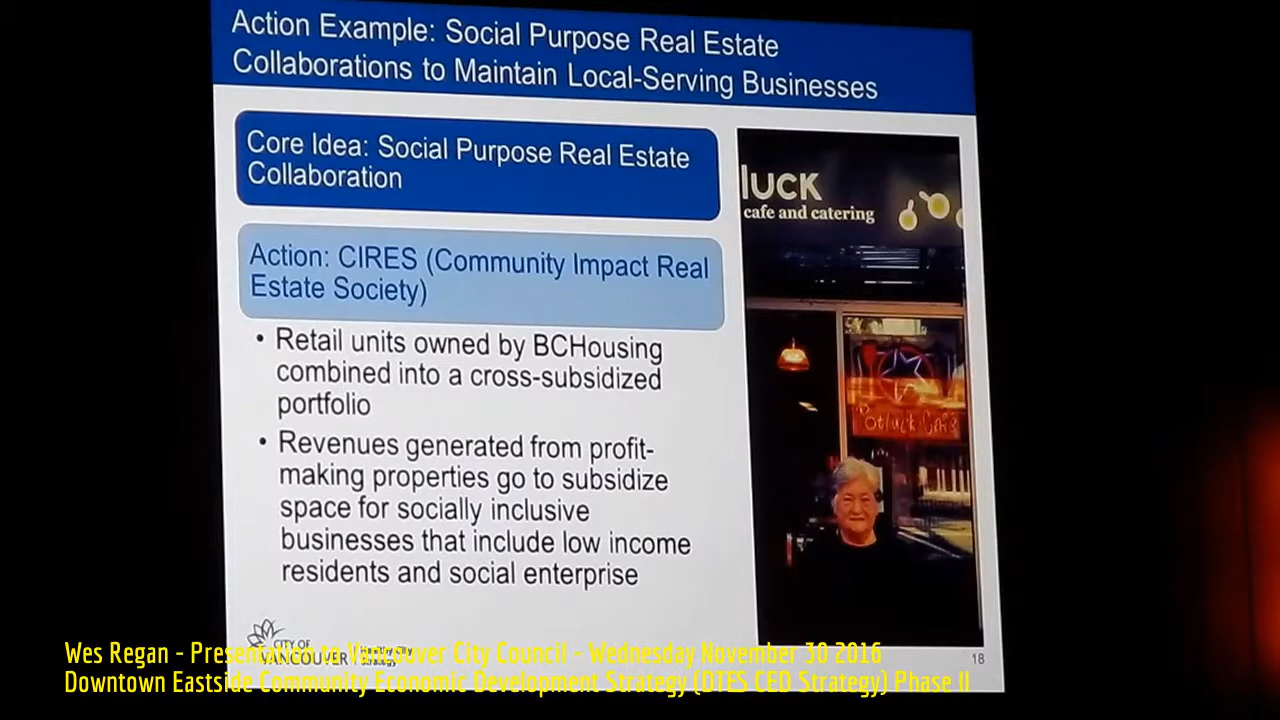 Action Example: Social Purpose Real Estate
Collaborations to Maintain Local-Serving Businesses
Core Idea: Social Purpose Real Estate
Collaboration
Action: CIRES (Community Impact Real
Estate Society)
• Retail units owned by BCHousing
combined into a cross-subsidized
portfolio
• Revenues generated from profit-
making properties go to subsidize
space for socially inclusive
businesses that include low income
residents and social enterprise
luck
cafe and catering
Potluck Cafe
CITY OF
VANCOUVER
Strategy
18
Wes Regan - Presentation to Vancouver City Council - Wednesday November 30 2016
Downtown Eastside Community Economic Development Strategy (DTES CED Strategy) Phase II